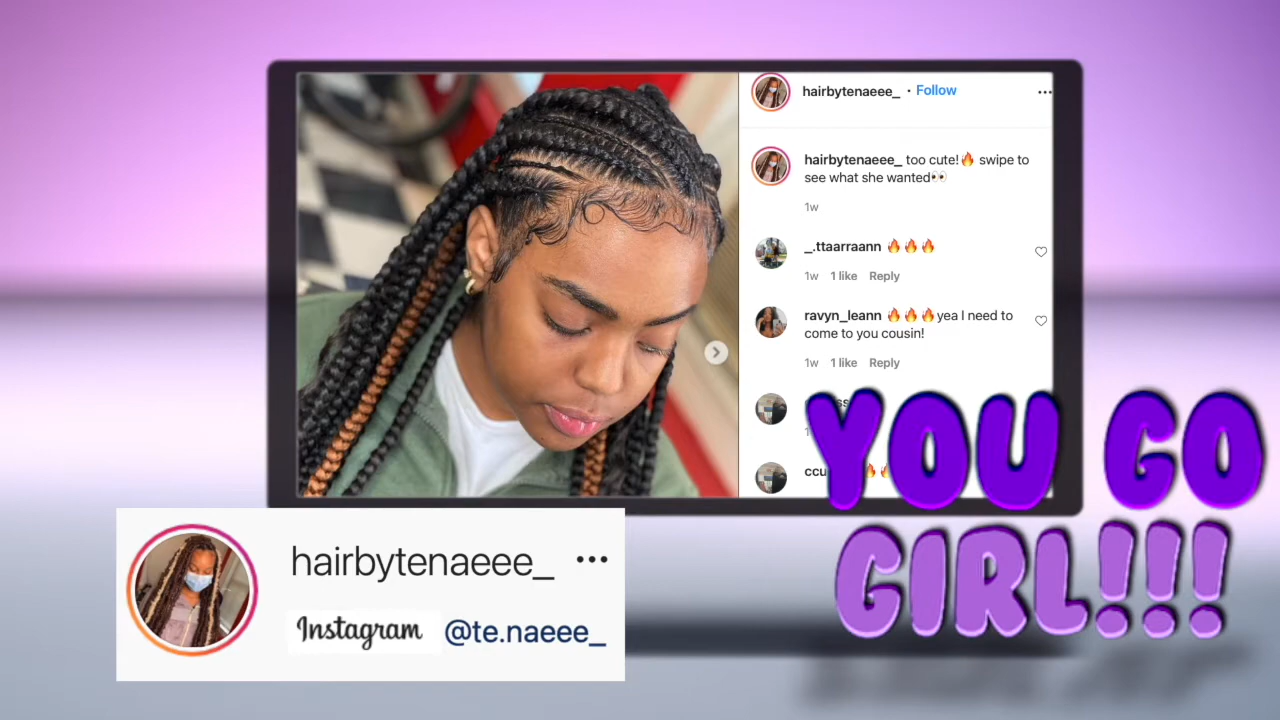 hairbytenaeee_ • Follow
hairbytenaeee_ too cute!🔥 swipe to
see what she wanted👀
1w
_.ttaarraann 🔥🔥🔥
1w 1 like Reply
ravyn_leann 🔥🔥🔥yea I need to
come to you cousin!
1w 1 like Reply
YOU GO
GIRL!!!
hairbytenaeee_
Instagram @te.naeee_